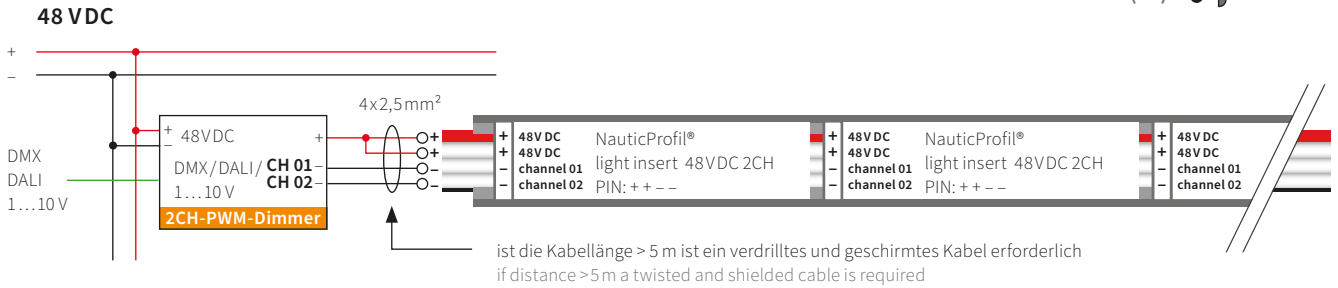 48 V DC
+
−
4x2,5mm²
DMX
DALI
1…10 V
+ 48VDC +
−
DMX/DALI/ CH 01 −
1…10 V CH 02 −
2CH-PWM-Dimmer
+
+
−
−
+ 48V DC
+ 48V DC
− channel 01
− channel 02
NauticProfil®
light insert 48VDC 2CH
PIN: + + − −
+ 48V DC
+ 48V DC
− channel 01
− channel 02
NauticProfil®
light insert 48VDC 2CH
PIN: + + − −
+ 48V DC
+ 48V DC
− channel 01
− channel 02
ist die Kabellänge > 5 m ist ein verdrilltes und geschirmtes Kabel erforderlich
if distance >5 m a twisted and shielded cable is required